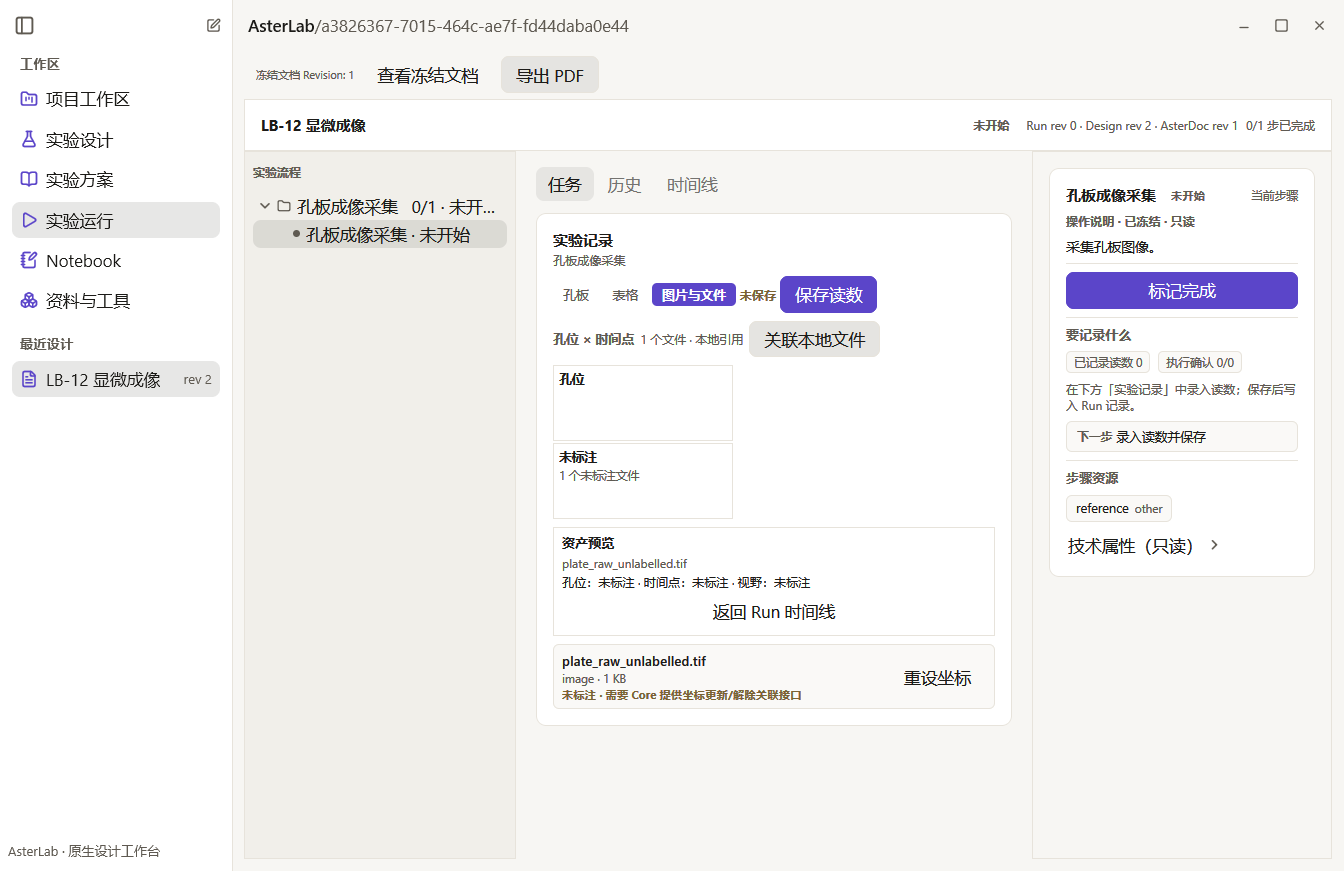 AsterLab/a3826367-7015-464c-ae7f-fd44daba0e44
工作区
项目工作区
实验设计
实验方案
实验运行
Notebook
资料与工具
最近设计
LB-12 显微成像 rev 2
AsterLab · 原生设计工作台
冻结文档 Revision: 1 查看冻结文档 导出 PDF
LB-12 显微成像 未开始 Run rev 0 · Design rev 2 · AsterDoc rev 1 0/1 步已完成
实验流程
孔板成像采集 0/1 · 未开...
孔板成像采集 · 未开始
任务 历史 时间线
实验记录
孔板成像采集
孔板 表格 图片与文件 未保存 保存读数
孔位 × 时间点 1 个文件 · 本地引用 关联本地文件
孔位
未标注
1 个未标注文件
资产预览
plate_raw_unlabelled.tif
孔位：未标注 · 时间点：未标注 · 视野：未标注
返回 Run 时间线
plate_raw_unlabelled.tif
image · 1 KB
未标注 · 需要 Core 提供坐标更新/解除关联接口
重设坐标
孔板成像采集 未开始 当前步骤
操作说明 · 已冻结 · 只读
采集孔板图像。
标记完成
要记录什么
已记录读数 0 执行确认 0/0
在下方「实验记录」中录入读数；保存后写
入 Run 记录。
下一步 录入读数并保存
步骤资源
reference other
技术属性（只读）